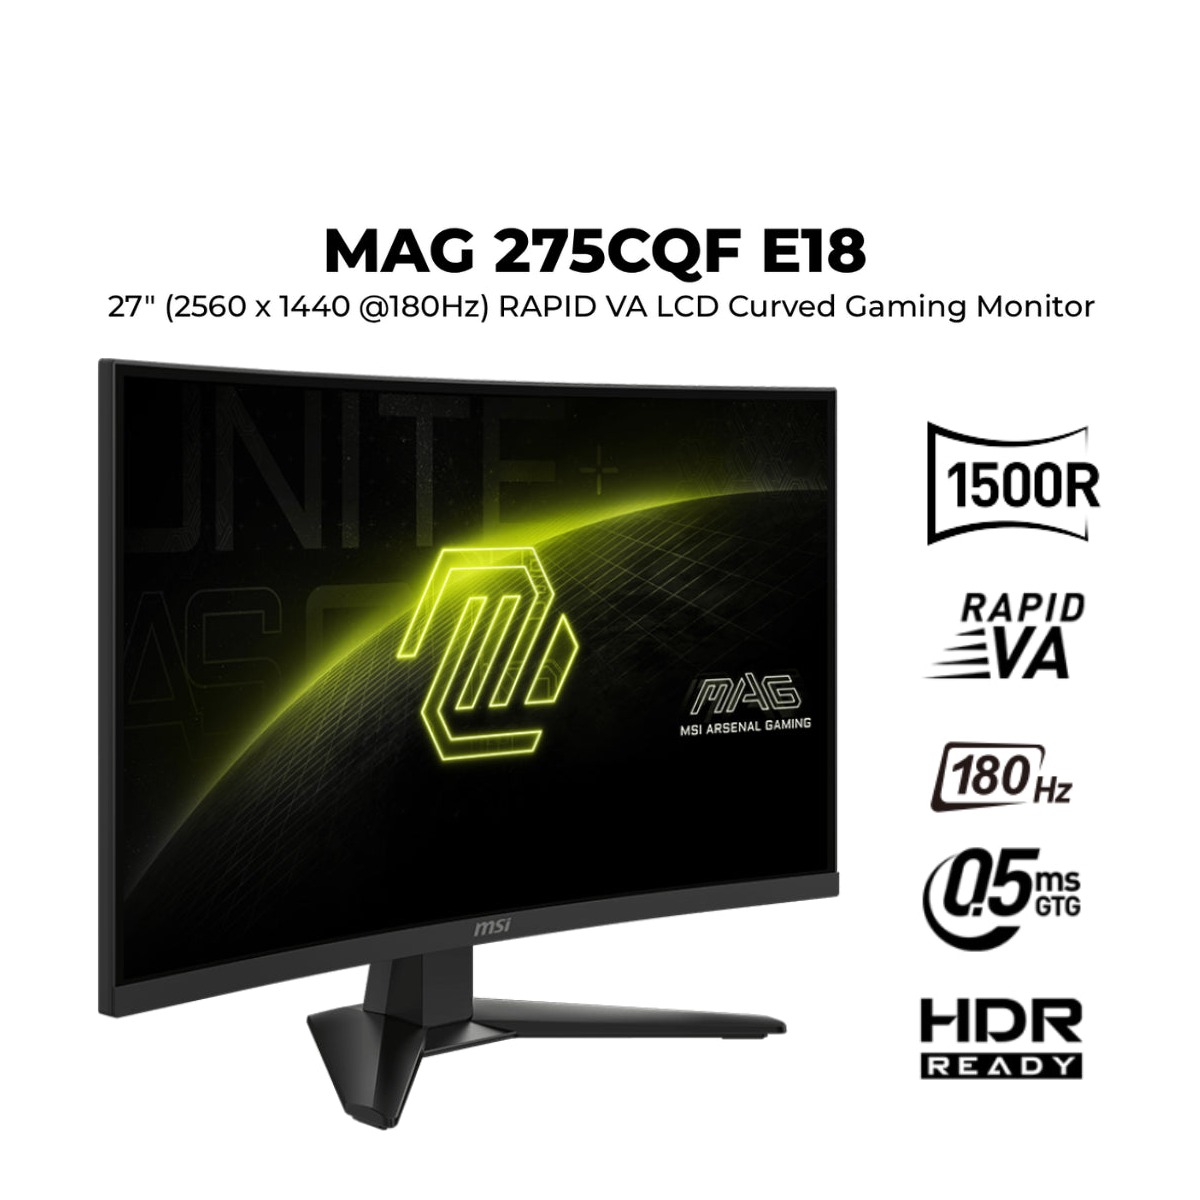 MAG 275CQF E18
27" (2560 x 1440 @180Hz) RAPID VA LCD Curved Gaming Monitor
UNITE+
MAG
MSI ARSENAL GAMING
msi
1500R
RAPID
VA
180Hz
0.5ms
GTG
HDR
READY